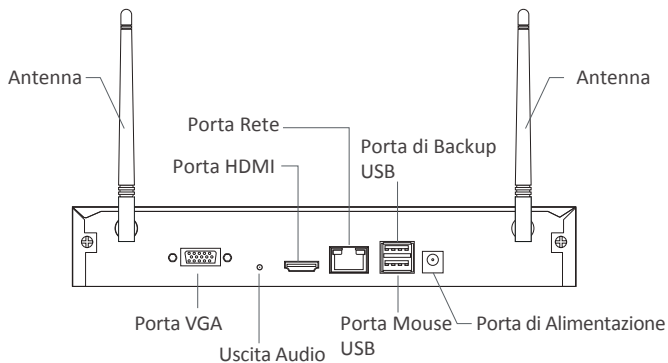 Antenna
Antenna
Porta Rete
Porta di Backup
USB
Porta HDMI
Porta VGA
Uscita Audio
Porta Mouse
USB
Porta di Alimentazione